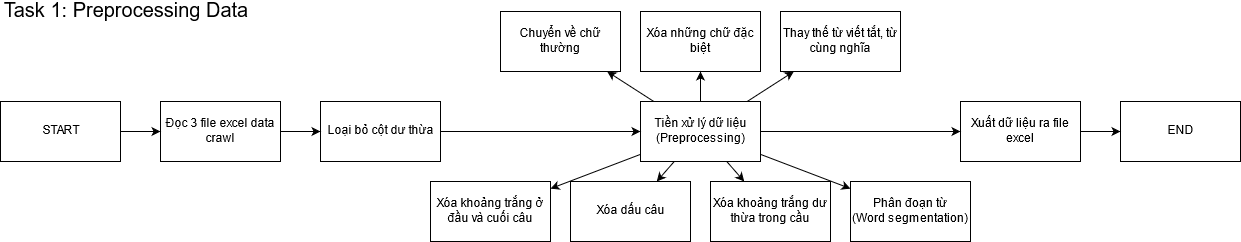 Task 1: Preprocessing Data
Chuyển về chữ
thường
Xóa những chữ đặc
biệt
Thay thế từ viết tắt, từ
cùng nghĩa
START
Đọc 3 file excel data
crawl
Loại bỏ cột dư thừa
Tiền xử lý dữ liệu
(Preprocessing)
Xuất dữ liệu ra file
excel
END
Xóa khoảng trắng ở
đầu và cuối câu
Xóa dấu câu
Xóa khoảng trắng dư
thừa trong cầu
Phân đoạn từ
(Word segmentation)